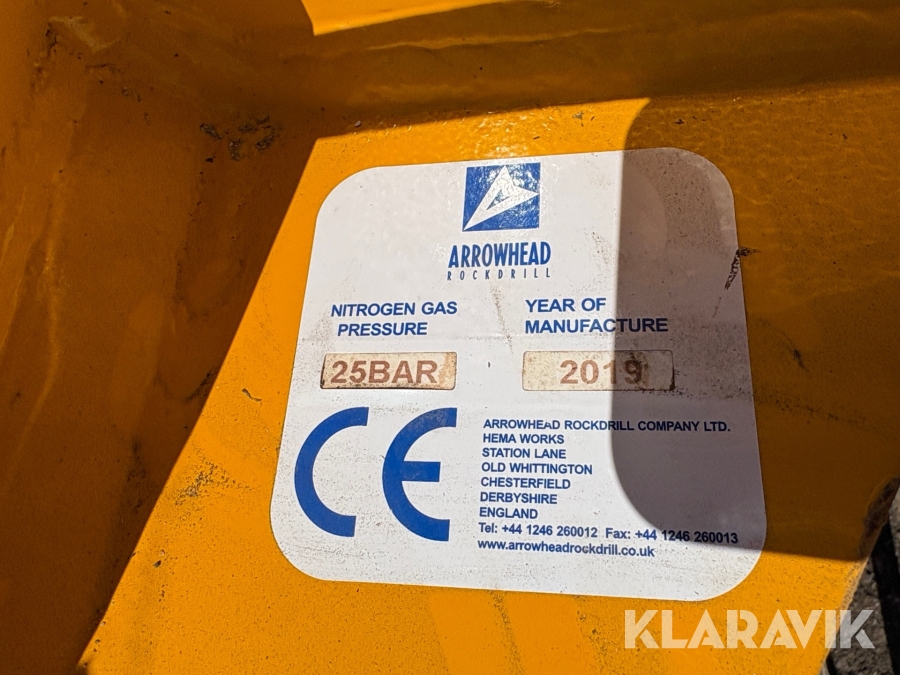 ARROWHEAD
ROCKDRILL
NITROGEN GAS
PRESSURE
25BAR
YEAR OF
MANUFACTURE
2019
CE
ARROWHEAD ROCKDRILL COMPANY LTD.
HEMA WORKS
STATION LANE
OLD WHITTINGTON
CHESTERFIELD
DERBYSHIRE
ENGLAND
Tel: +44 1246 260012 Fax: +44 1246 260013
www.arrowheadrockdrill.co.uk
KLARAVIK